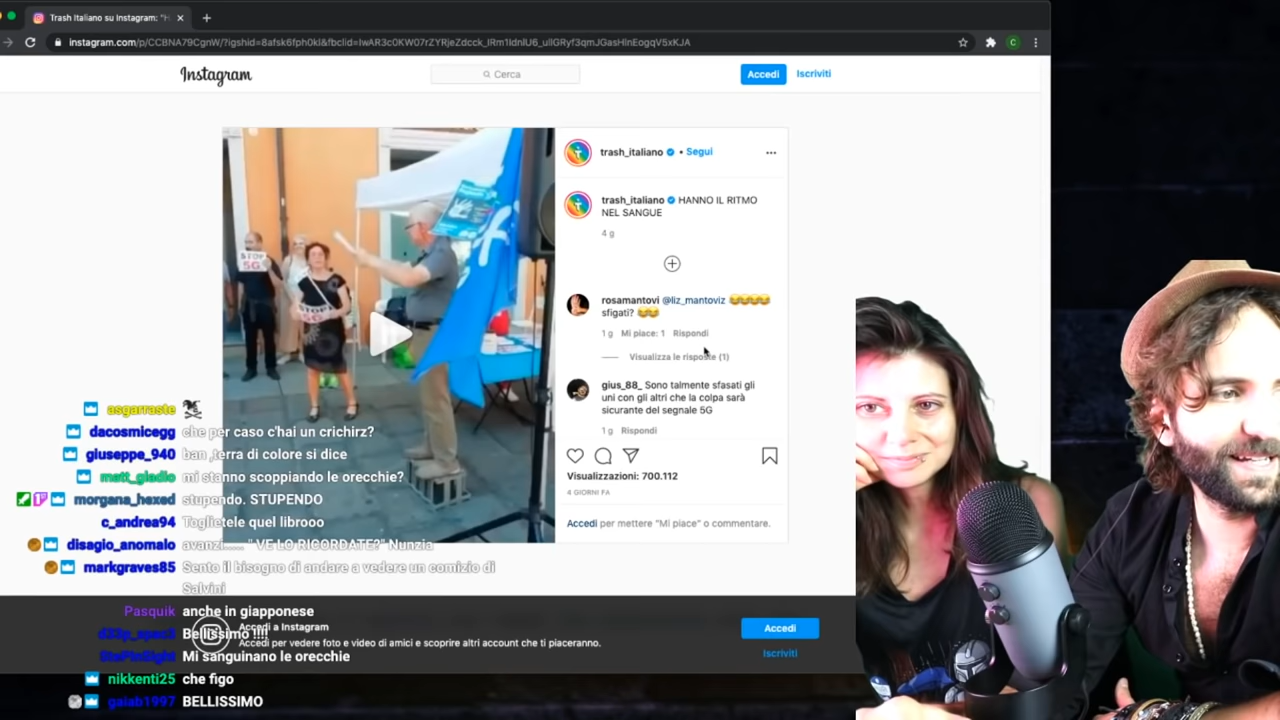 Trash Italiano su Instagram: "H
instagram.com/p/CCBNA79CgnW/?igshid=8afsk6fph0kl&fbclid=
Instagram
Cerca
Accedi
Iscriviti
trash_italiano • Segui
trash_italiano HANNO IL RITMO
NEL SANGUE
4 g
STOP
5G
rosamantovi @liz_mantoviz 😂😂😂😂
sfigati? 😂😂
1 g Mi piace: 1 Rispondi
Visualizza le risposte (1)
gius_88_ Sono talmente sfasati gli
uni con gli altri che la colpa sarà
sicurante del segnale 5G
1 g Rispondi
Visualizzazioni: 700.112
4 GIORNI FA
Accedi per mettere "Mi piace" o commentare.
asgarraste
dacosmicegg che per caso c'hai un crichirz?
giuseppe_940 ban ,terra di colore si dice
matt_gladio mi stanno scoppiando le orecchie?
morgana_hexed stupendo. STUPENDO
c_andrea94 Toglietele quel librooo
disagio_anomalo avanzi..... " VE LO RICORDATE?" Nunzia
markgraves85 Sento il bisogno di andare a vedere un comizio di
Salvini
Pasquik anche in giapponese
Accedi a Instagram
Bellissimo !!!!
Accedi per vedere foto e video di amici e scoprire altri account che ti piaceranno.
Accedi
Iscriviti
Mi sanguinano le orecchie
nikkenti25 che figo
galab1997 BELLISSIMO